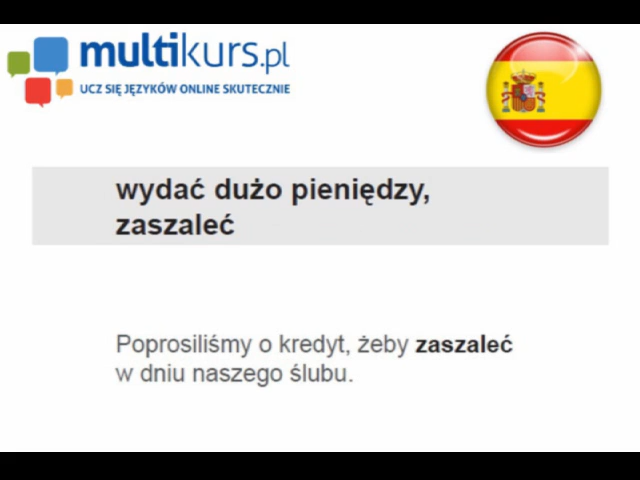 multikurs.pl
UCZ SIĘ JĘZYKÓW ONLINE SKUTECZNIE
wydać dużo pieniędzy,
zaszaleć
Poprosiliśmy o kredyt, żeby zaszaleć
w dniu naszego ślubu.